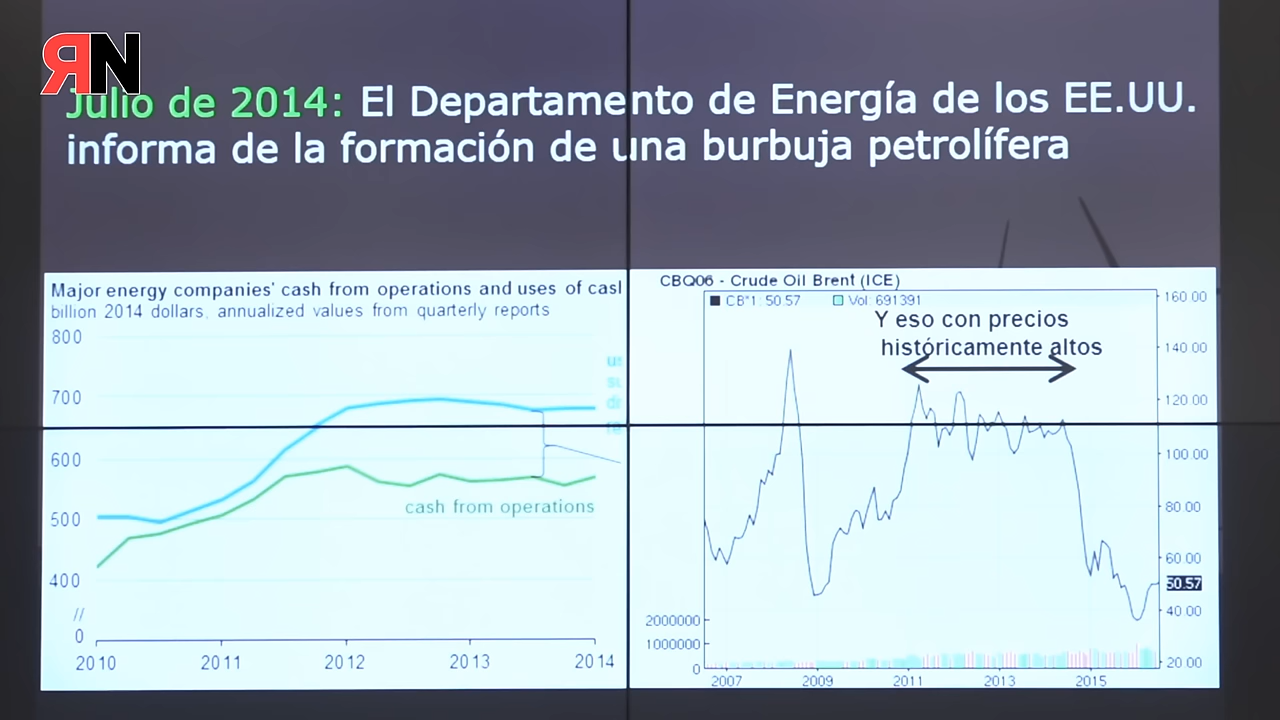 ЯN
Julio de 2014: El Departamento de Energía de los EE.UU.
informa de la formación de una burbuja petrolífera
Major energy companies' cash from operations and uses of casl
billion 2014 dollars, annualized values from quarterly reports
800
700
600
500
400
//
0
cash from operations
2010 2011 2012 2013 2014
CBQ06 - Crude Oil Brent (ICE)
CB*1: 50.57 Vol: 691391
Y eso con precios
históricamente altos
160.00
140.00
120.00
100.00
80.00
60.00
50.57
40.00
20.00
2000000
1000000
0
2007 2009 2011 2013 2015